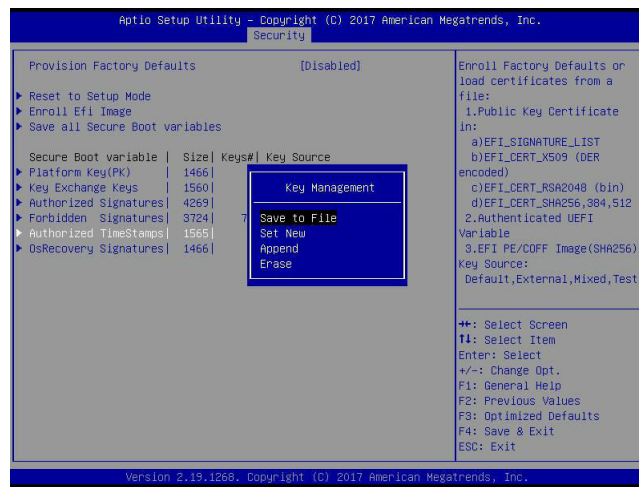 Aptio Setup Utility – Copyright (C) 2017 American Megatrends, Inc.
Security
Provision Factory Defaults [Disabled]
Reset to Setup Mode
Enroll Efi Image
Save all Secure Boot variables
Secure Boot variable | Size| Keys#| Key Source
Platform Key(PK) | 1466|
Key Exchange Keys | 1560|
Authorized Signatures| 4269|
Forbidden Signatures| 3724| 7
Authorized TimeStamps| 1565|
OsRecovery Signatures| 1466|
Key Management
Save to File
Set New
Append
Erase
Enroll Factory Defaults or
load certificates from a
file:
1.Public Key Certificate
in:
a)EFI_SIGNATURE_LIST
b)EFI_CERT_X509 (DER
encoded)
c)EFI_CERT_RSA2048 (bin)
d)EFI_CERT_SHA256,384,512
2.Authenticated UEFI
Variable
3.EFI PE/COFF Image(SHA256)
Key Source:
Default,External,Mixed,Test
→←: Select Screen
↑↓: Select Item
Enter: Select
+/-: Change Opt.
F1: General Help
F2: Previous Values
F3: Optimized Defaults
F4: Save & Exit
ESC: Exit
Version 2.19.1268. Copyright (C) 2017 American Megatrends, Inc.